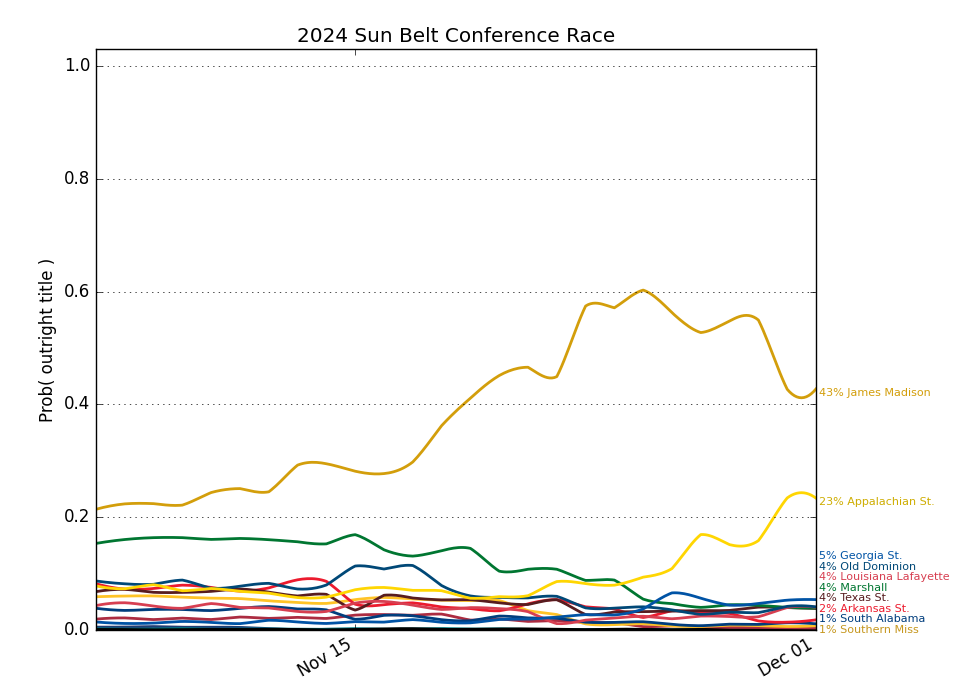 2024 Sun Belt Conference Race
Prob( outright title )
1.0
0.8
0.6
0.4
0.2
0.0
Nov 15
Dec 01
43% James Madison
23% Appalachian St.
5% Georgia St.
4% Old Dominion
4% Louisiana Lafayette
4% Marshall
4% Texas St.
2% Arkansas St.
1% South Alabama
1% Southern Miss